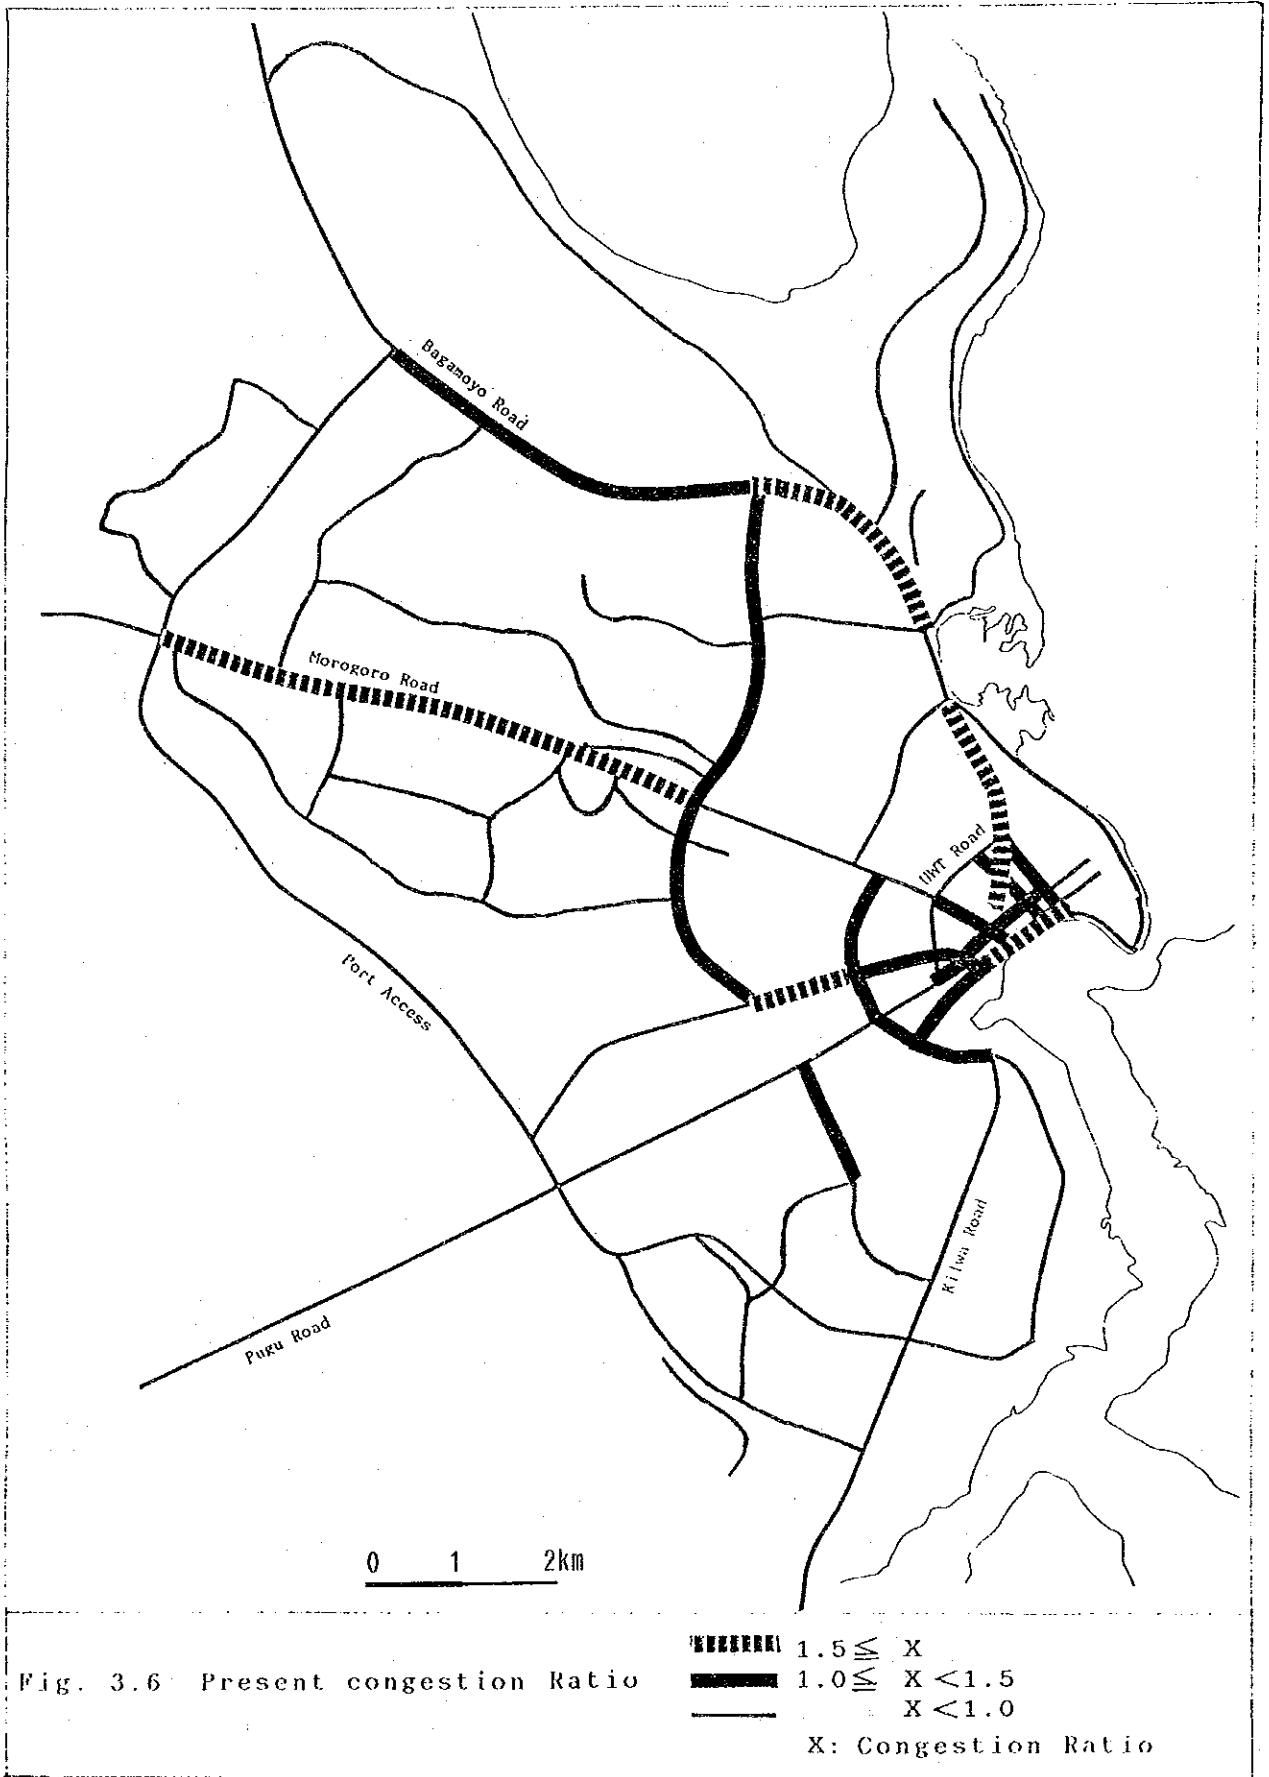 Bagamoyo Road
Morogoro Road
UWT Road
Port Access
Kilwa Road
Pugu Road
0 1 2km
Fig. 3.6 Present congestion Ratio
1.5≦ X
1.0≦ X <1.5
X <1.0
X: Congestion Ratio